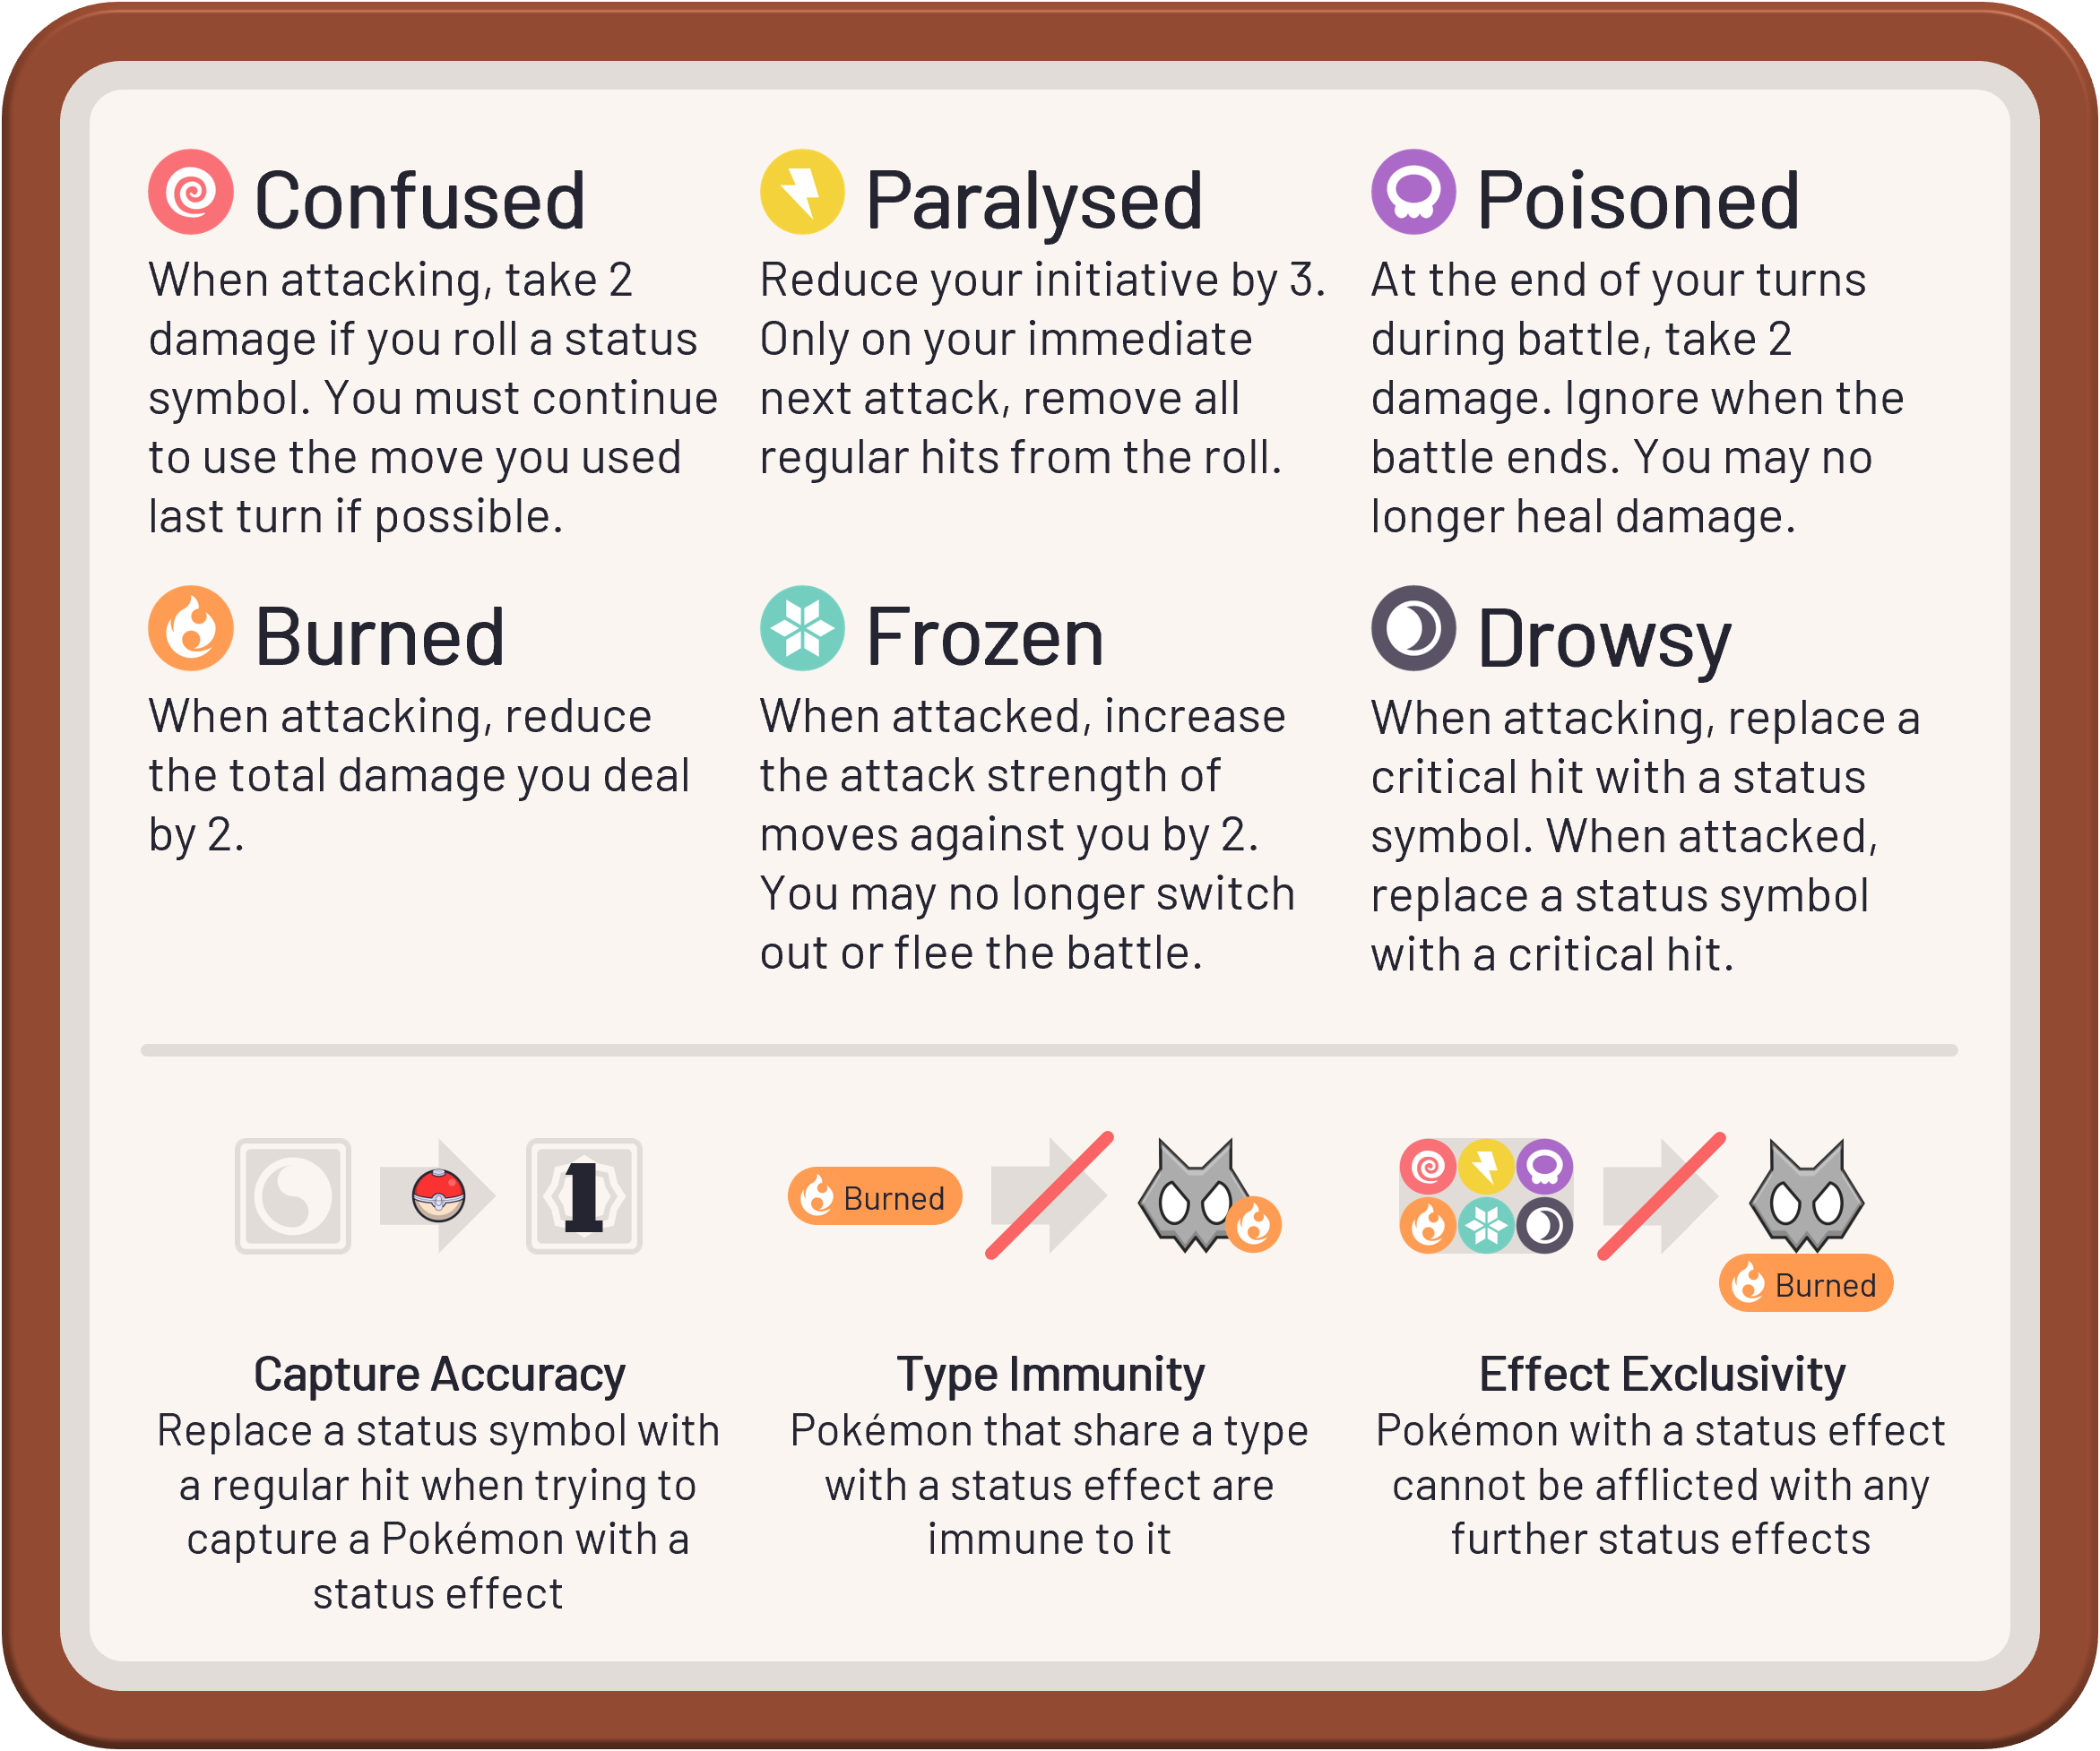 Confused
When attacking, take 2
damage if you roll a status
symbol. You must continue
to use the move you used
last turn if possible.
Paralysed
Reduce your initiative by 3.
Only on your immediate
next attack, remove all
regular hits from the roll.
Poisoned
At the end of your turns
during battle, take 2
damage. Ignore when the
battle ends. You may no
longer heal damage.
Burned
When attacking, reduce
the total damage you deal
by 2.
Frozen
When attacked, increase
the attack strength of
moves against you by 2.
You may no longer switch
out or flee the battle.
Drowsy
When attacking, replace a
critical hit with a status
symbol. When attacked,
replace a status symbol
with a critical hit.
1
Capture Accuracy
Replace a status symbol with
a regular hit when trying to
capture a Pokémon with a
status effect
Burned
Type Immunity
Pokémon that share a type
with a status effect are
immune to it
Burned
Effect Exclusivity
Pokémon with a status effect
cannot be afflicted with any
further status effects